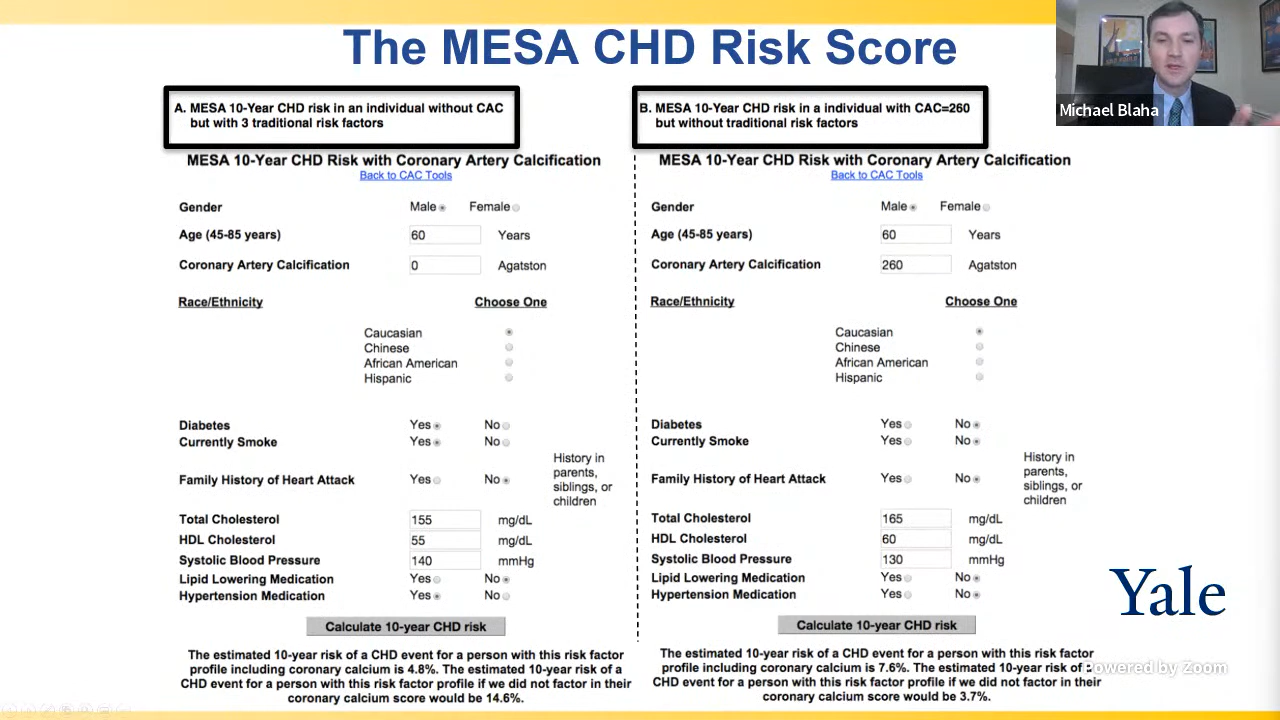 The MESA CHD Risk Score
Michael Blaha
A. MESA 10-Year CHD risk in an individual without CAC
but with 3 traditional risk factors
MESA 10-Year CHD Risk with Coronary Artery Calcification
Back to CAC Tools
Gender Male Female
Age (45-85 years) 60 Years
Coronary Artery Calcification 0 Agatston
Race/Ethnicity Choose One
Caucasian
Chinese
African American
Hispanic
Diabetes Yes No
Currently Smoke Yes No
Family History of Heart Attack Yes No
History in
parents,
siblings, or
children
Total Cholesterol 155 mg/dL
HDL Cholesterol 55 mg/dL
Systolic Blood Pressure 140 mmHg
Lipid Lowering Medication Yes No
Hypertension Medication Yes No
Calculate 10-year CHD risk
The estimated 10-year risk of a CHD event for a person with this risk factor
profile including coronary calcium is 4.8%. The estimated 10-year risk of a
CHD event for a person with this risk factor profile if we did not factor in their
coronary calcium score would be 14.6%.
B. MESA 10-Year CHD risk in a individual with CAC=260
but without traditional risk factors
MESA 10-Year CHD Risk with Coronary Artery Calcification
Back to CAC Tools
Gender Male Female
Age (45-85 years) 60 Years
Coronary Artery Calcification 260 Agatston
Race/Ethnicity Choose One
Caucasian
Chinese
African American
Hispanic
Diabetes Yes No
Currently Smoke Yes No
Family History of Heart Attack Yes No
History in
parents,
siblings, or
children
Total Cholesterol 165 mg/dL
HDL Cholesterol 60 mg/dL
Systolic Blood Pressure 130 mmHg
Lipid Lowering Medication Yes No
Hypertension Medication Yes No
Calculate 10-year CHD risk
The estimated 10-year risk of a CHD event for a person with this risk factor
profile including coronary calcium is 7.6%. The estimated 10-year risk of a
CHD event for a person with this risk factor profile if we did not factor in their
coronary calcium score would be 3.7%.
Yale
Powered by Zoom